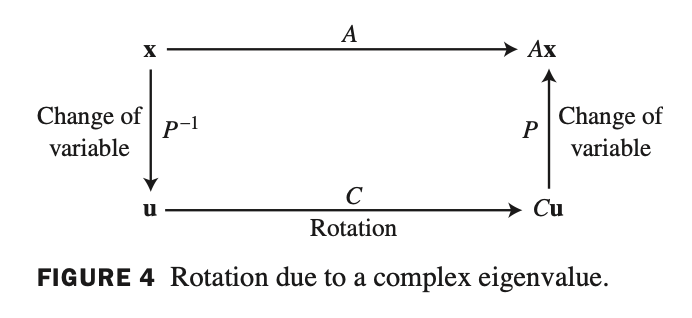 A
x
Ax
Change of
variable
P⁻¹
P
Change of
variable
u
C
Cu
Rotation
FIGURE 4 Rotation due to a complex eigenvalue.